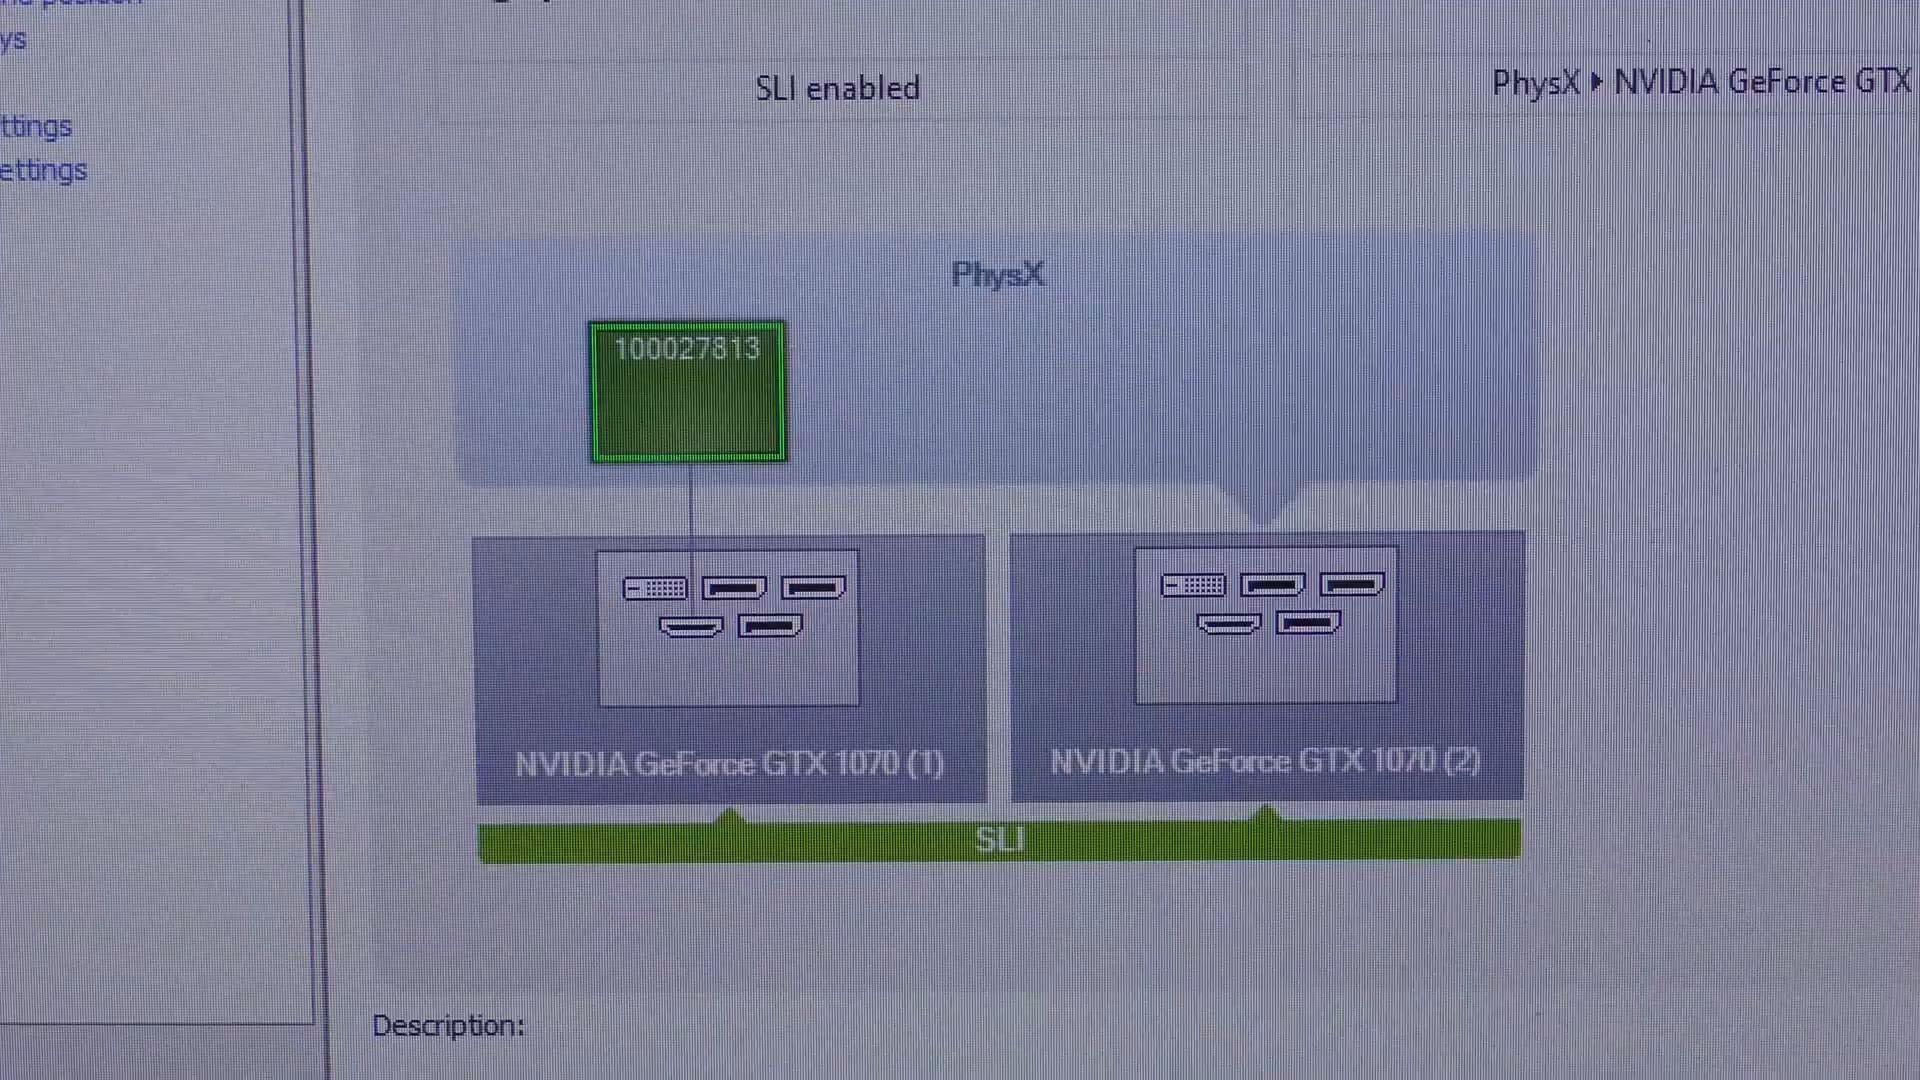 ys
ttings
ettings
SLI enabled
PhysX ▸ NVIDIA GeForce GTX
PhysX
100027813
NVIDIA GeForce GTX 1070 (1)
NVIDIA GeForce GTX 1070 (2)
SLI
Description: